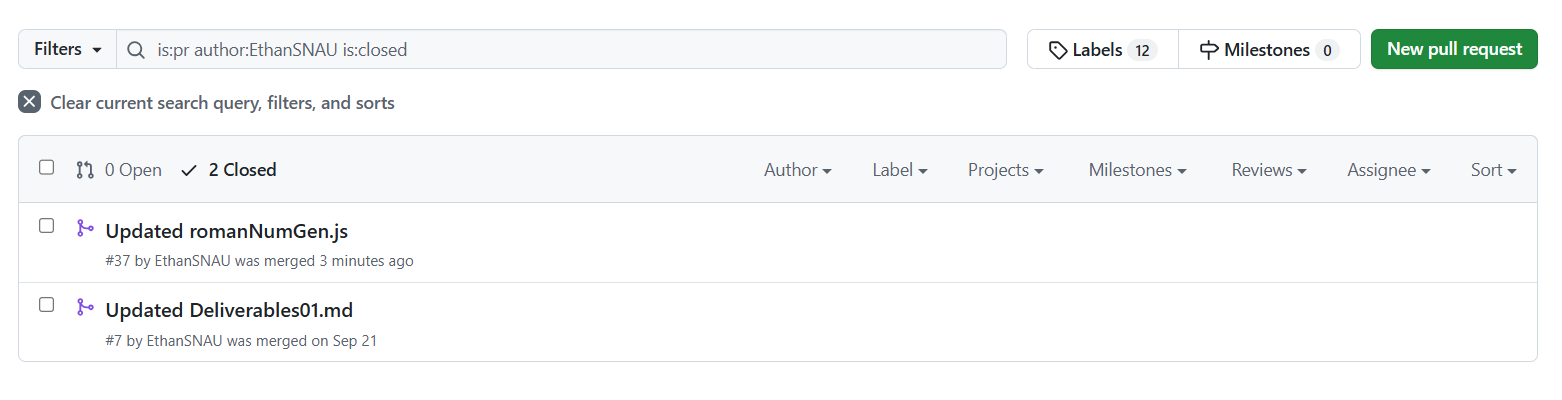 Filters is:pr author:EthanSNAU is:closed Labels 12 Milestones 0 New pull request
Clear current search query, filters, and sorts
0 Open 2 Closed Author Label Projects Milestones Reviews Assignee Sort
Updated romanNumGen.js
#37 by EthanSNAU was merged 3 minutes ago
Updated Deliverables01.md
#7 by EthanSNAU was merged on Sep 21